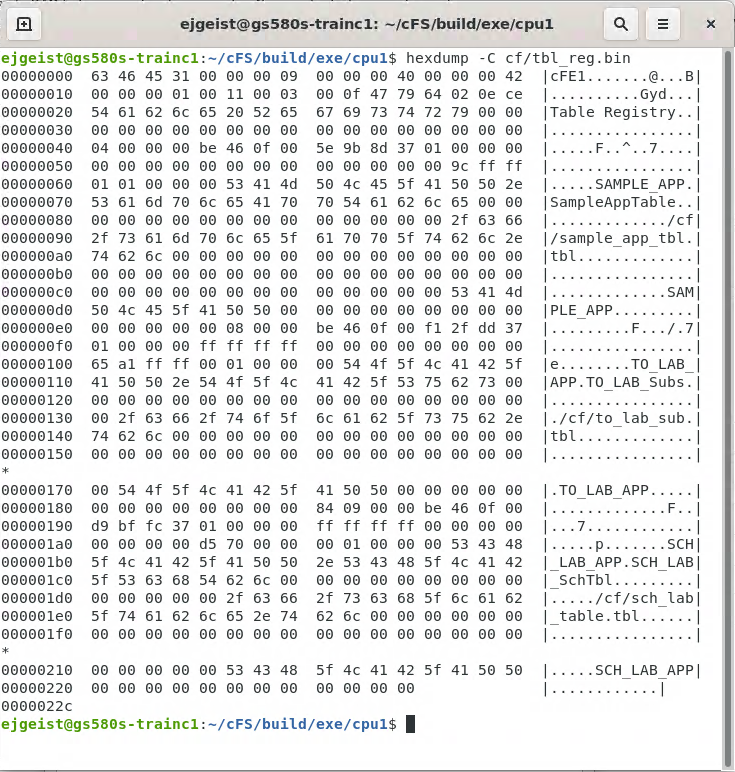 ejgeist@gs580s-trainc1: ~/cFS/build/exe/cpu1
ejgeist@gs580s-trainc1:~/cFS/build/exe/cpu1$ hexdump -C cf/tbl_reg.bin
00000000  63 46 45 31 00 00 00 09  00 00 00 40 00 00 00 42  |cFE1.......@...B|
00000010  00 00 00 01 00 11 00 03  00 0f 47 79 64 02 0e ce  |..........Gyd...|
00000020  54 61 62 6c 65 20 52 65  67 69 73 74 72 79 00 00  |Table Registry..|
00000030  00 00 00 00 00 00 00 00  00 00 00 00 00 00 00 00  |................|
00000040  04 00 00 00 be 46 0f 00  5e 9b 8d 37 01 00 00 00  |.....F..^..7....|
00000050  00 00 00 00 00 00 00 00  00 00 00 00 00 9c ff ff  |................|
00000060  01 01 00 00 00 53 41 4d  50 4c 45 5f 41 50 50 2e  |.....SAMPLE_APP.|
00000070  53 61 6d 70 6c 65 41 70  70 54 61 62 6c 65 00 00  |SampleAppTable..|
00000080  00 00 00 00 00 00 00 00  00 00 00 00 00 2f 63 66  |............./cf|
00000090  2f 73 61 6d 70 6c 65 5f  61 70 70 5f 74 62 6c 2e  |/sample_app_tbl.|
000000a0  74 62 6c 00 00 00 00 00  00 00 00 00 00 00 00 00  |tbl.............|
000000b0  00 00 00 00 00 00 00 00  00 00 00 00 00 00 00 00  |................|
000000c0  00 00 00 00 00 00 00 00  00 00 00 00 00 53 41 4d  |.............SAM|
000000d0  50 4c 45 5f 41 50 50 00  00 00 00 00 00 00 00 00  |PLE_APP.........|
000000e0  00 00 00 00 00 08 00 00  be 46 0f 00 f1 2f dd 37  |.........F.../.7|
000000f0  01 00 00 00 ff ff ff ff  00 00 00 00 00 00 00 00  |................|
00000100  65 a1 ff ff 00 01 00 00  00 54 4f 5f 4c 41 42 5f  |e........TO_LAB_|
00000110  41 50 50 2e 54 4f 5f 4c  41 42 5f 53 75 62 73 00  |APP.TO_LAB_Subs.|
00000120  00 00 00 00 00 00 00 00  00 00 00 00 00 00 00 00  |................|
00000130  00 2f 63 66 2f 74 6f 5f  6c 61 62 5f 73 75 62 2e  |./cf/to_lab_sub.|
00000140  74 62 6c 00 00 00 00 00  00 00 00 00 00 00 00 00  |tbl.............|
00000150  00 00 00 00 00 00 00 00  00 00 00 00 00 00 00 00  |................|
*
00000170  00 54 4f 5f 4c 41 42 5f  41 50 50 00 00 00 00 00  |.TO_LAB_APP.....|
00000180  00 00 00 00 00 00 00 00  84 09 00 00 be 46 0f 00  |.............F..|
00000190  d9 bf fc 37 01 00 00 00  ff ff ff ff 00 00 00 00  |...7............|
000001a0  00 00 00 00 d5 70 00 00  00 01 00 00 00 53 43 48  |.....p.......SCH|
000001b0  5f 4c 41 42 5f 41 50 50  2e 53 43 48 5f 4c 41 42  |_LAB_APP.SCH_LAB|
000001c0  5f 53 63 68 54 62 6c 00  00 00 00 00 00 00 00 00  |_SchTbl.........|
000001d0  00 00 00 00 00 2f 63 66  2f 73 63 68 5f 6c 61 62  |...../cf/sch_lab|
000001e0  5f 74 61 62 6c 65 2e 74  62 6c 00 00 00 00 00 00  |_table.tbl......|
000001f0  00 00 00 00 00 00 00 00  00 00 00 00 00 00 00 00  |................|
*
00000210  00 00 00 00 00 53 43 48  5f 4c 41 42 5f 41 50 50  |.....SCH_LAB_APP|
00000220  00 00 00 00 00 00 00 00  00 00 00 00              |............|
0000022c
ejgeist@gs580s-trainc1:~/cFS/build/exe/cpu1$